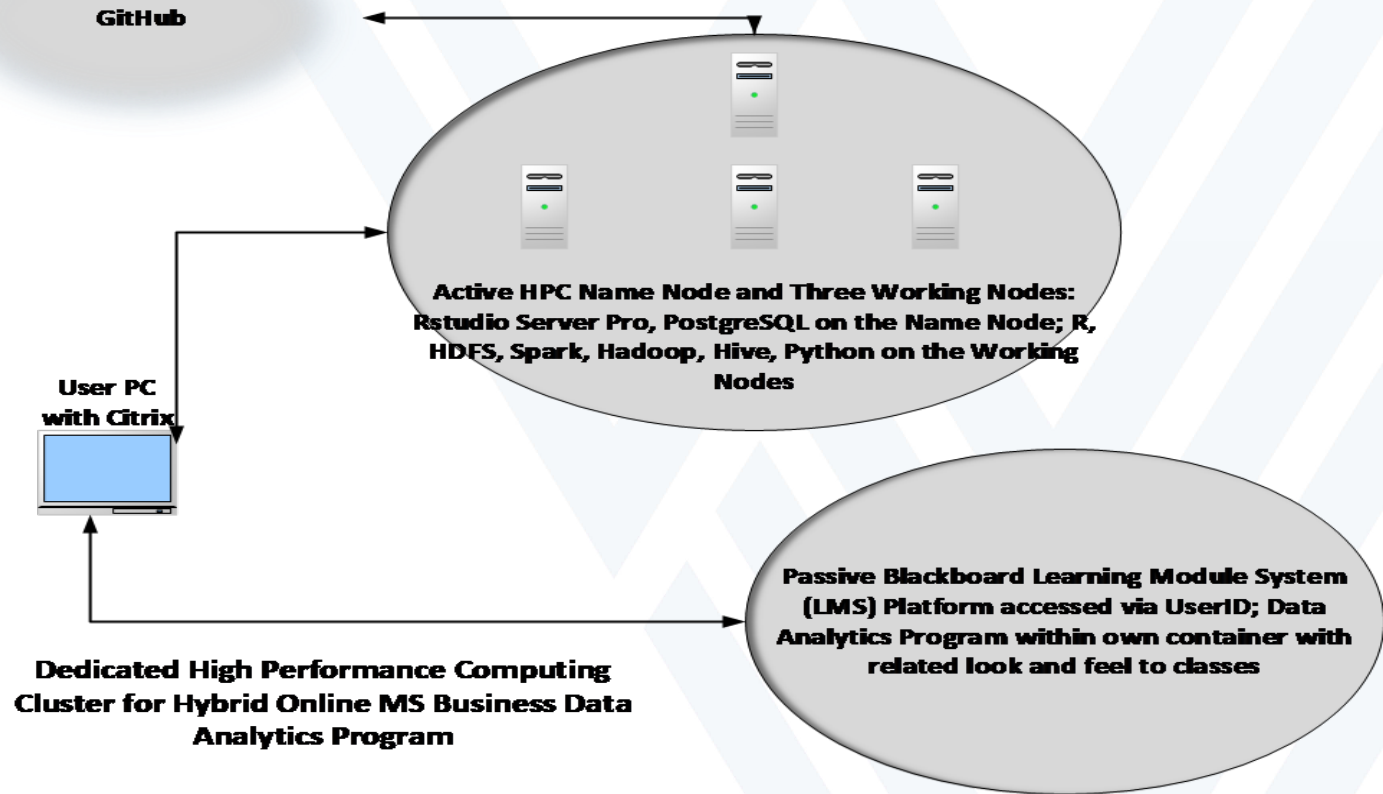 GitHub
Active HPC Name Node and Three Working Nodes:
Rstudio Server Pro, PostgreSQL on the Name Node; R,
HDFS, Spark, Hadoop, Hive, Python on the Working
Nodes
User PC
with Citrix
Passive Blackboard Learning Module System
(LMS) Platform accessed via UserID; Data
Analytics Program within own container with
related look and feel to classes
Dedicated High Performance Computing
Cluster for Hybrid Online MS Business Data
Analytics Program